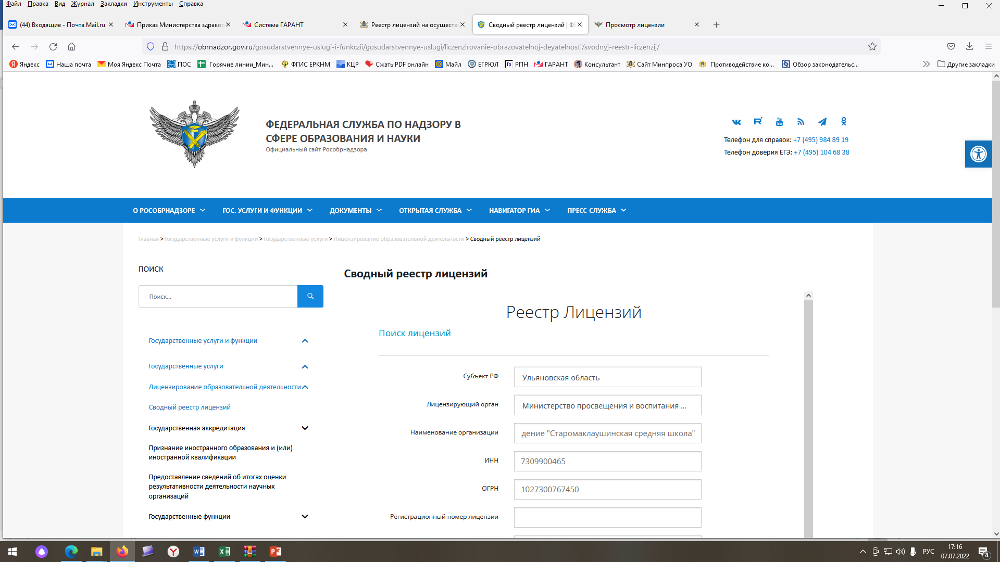 Файл Правка Вид Журнал Закладки Инструменты Справка
(44) Входящие - Почта Mail.ru
Приказ Министерства здравоо
Система ГАРАНТ
Реестр лицензий на осуществл
Сводный реестр лицензий | ФЕ
Просмотр лицензии
https://obrnadzor.gov.ru/gosudarstvennye-uslugi-i-funkczii/gosudarstvennye-uslugi/liczenzirovanie-obrazovatelnoj-deyatelnosti/svodnyj-reestr-liczenzij/
Яндекс Наша почта Моя Яндекс Почта ПОС Горячие линии_Мин... ФГИС ЕРКНМ КЦР Сжать PDF онлайн Майл ЕГРЮЛ РПН ГАРАНТ Консультант Сайт Минпроса УО Противодействие ко... Обзор законодательс... Другие закладки
ФЕДЕРАЛЬНАЯ СЛУЖБА ПО НАДЗОРУ В
СФЕРЕ ОБРАЗОВАНИЯ И НАУКИ
Официальный сайт Рособрнадзора
Телефон для справок: +7 (495) 984 89 19
Телефон доверия ЕГЭ: +7 (495) 104 68 38
О РОСОБРНАДЗОРЕ ГОС. УСЛУГИ И ФУНКЦИИ ДОКУМЕНТЫ ОТКРЫТАЯ СЛУЖБА НАВИГАТОР ГИА ПРЕСС-СЛУЖБА
Главная > Государственные услуги и функции > Государственные услуги > Лицензирование образовательной деятельности > Сводный реестр лицензий
ПОИСК
Поиск...
Государственные услуги и функции
Государственные услуги
Лицензирование образовательной деятельности
Сводный реестр лицензий
Государственная аккредитация
Признание иностранного образования и (или)
иностранной квалификации
Предоставление сведений об итогах оценки
результативности деятельности научных
организаций
Государственные функции
Сводный реестр лицензий
Реестр Лицензий
Поиск лицензий
Субъект РФ Ульяновская область
Лицензирующий орган Министерство просвещения и воспитания ...
Наименование организации дение "Старомаклаушинская средняя школа"
ИНН 7309900465
ОГРН 1027300767450
Регистрационный номер лицензии
РУС
17:16
07.07.2022
4